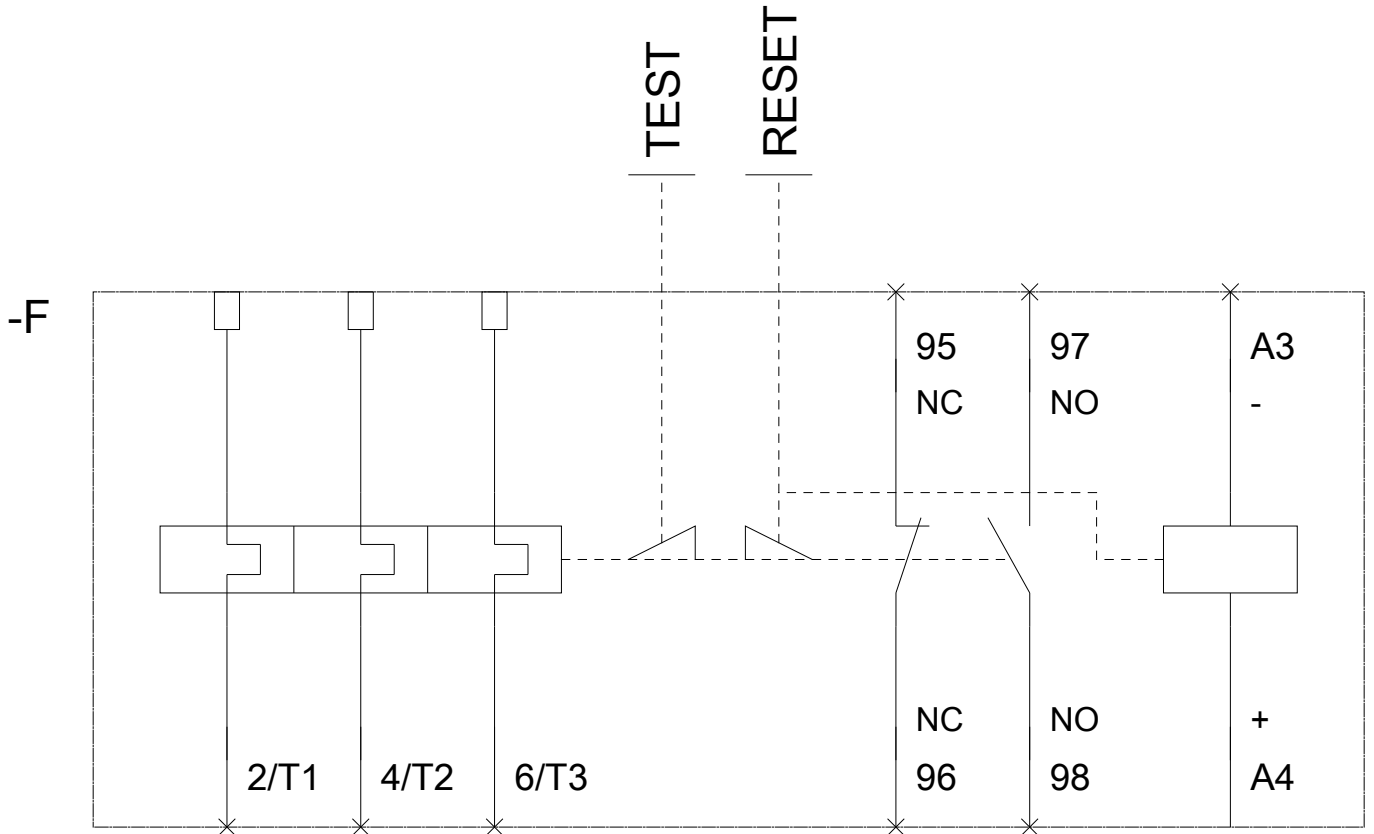 TEST
RESET
-F
95 97 A3
NC NO -
NC NO +
2/T1 4/T2 6/T3 96 98 A4